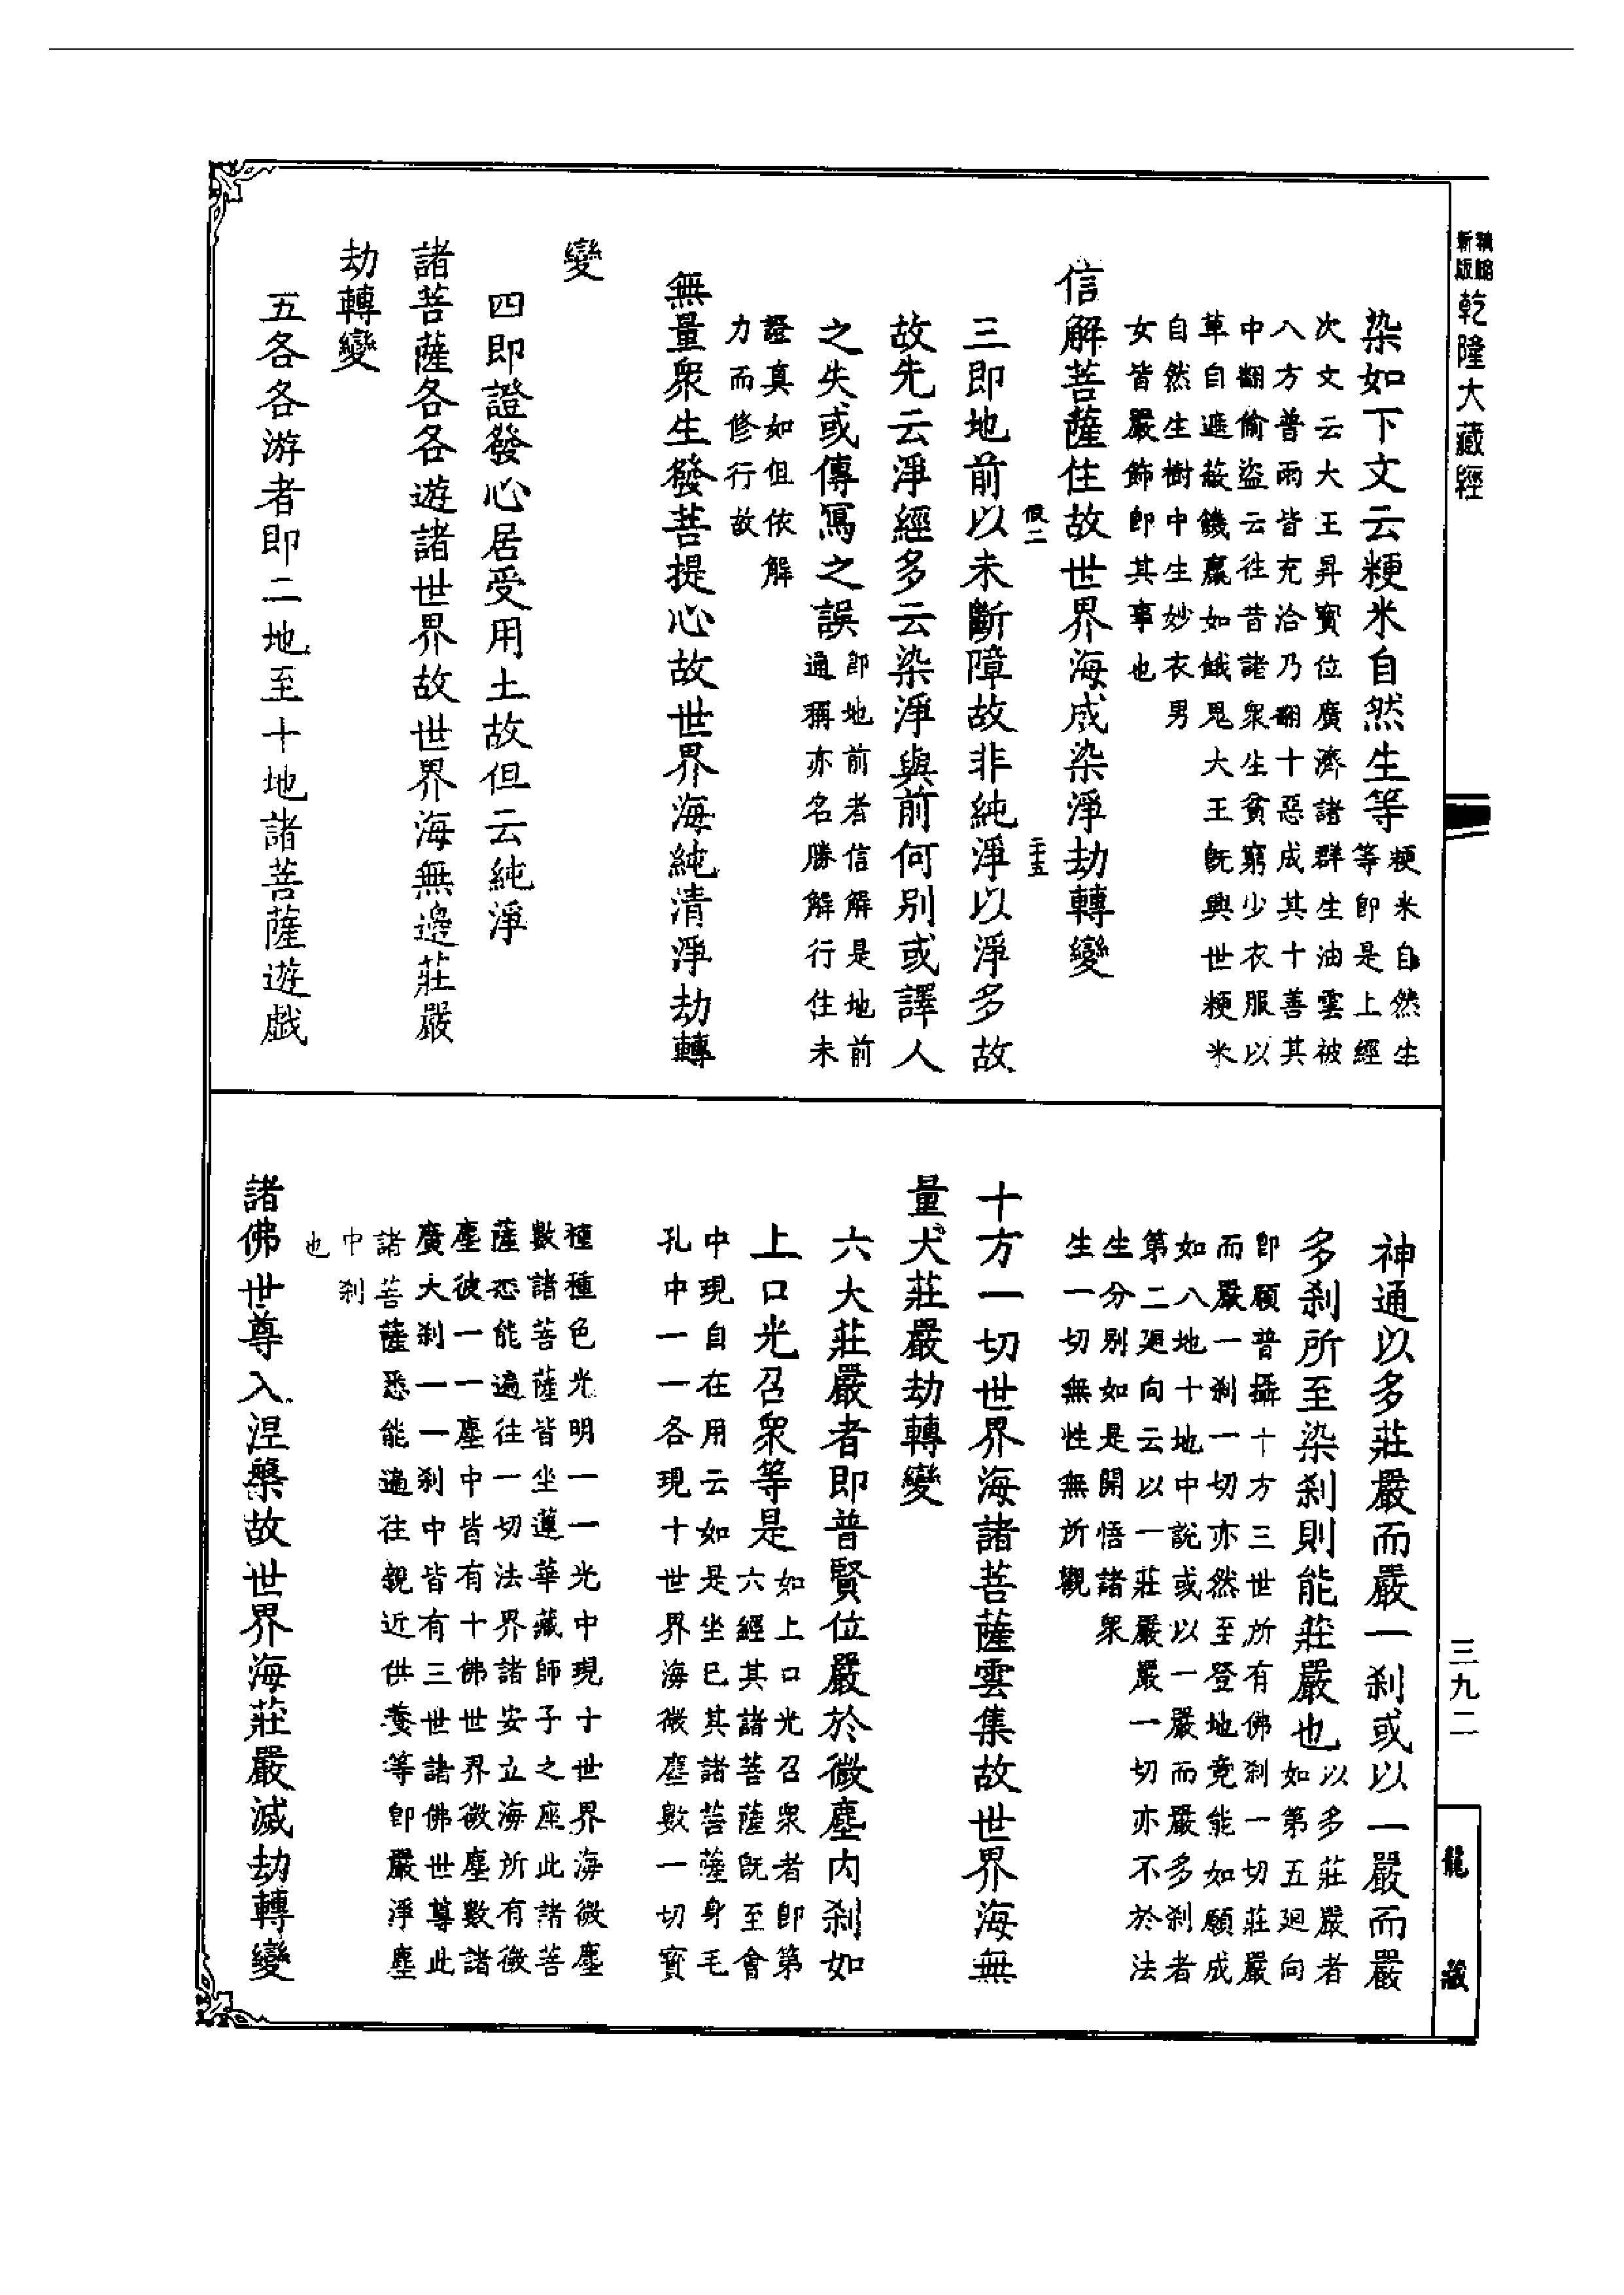 精縮
新版
乾隆大藏經
染如下文云粳米自然生等
粳米自然生
等即是上經
次文云大王昇寶位廣濟諸群生油雲被
八方普雨皆充洽乃翻十惡成其十善其
中翻偷盜云往昔諸衆生貧窮少衣服以
草自遮蔽饑羸如餓鬼大王旣興世粳米
自然生樹中生妙衣男
女皆嚴飾即其事也
信解菩薩住故世界海成染淨劫轉變
假二
二十五
三即地前以未斷障故非純淨以淨多故
故先云淨經多云染淨與前何別或譯人
之失或傳寫之誤
即地前者信解是地前
通稱亦名勝解行住未
證真如但依解
力而修行故
無量衆生發菩提心故世界海純清淨劫轉
變
四即證發心居受用土故但云純淨
諸菩薩各各遊諸世界故世界海無邊莊嚴
劫轉變
五各各游者即二地至十地諸菩薩遊戯
神通以多莊嚴而嚴一刹或以一嚴而嚴
多刹所至染刹則能莊嚴也
以多莊嚴者
如第五廻向
即願普攝十方三世所有佛刹一切莊嚴
而嚴一刹一切亦然至登地竟能如願成
如八地十地中說或以一嚴而嚴多刹者
第二廻向云以一莊嚴嚴一切亦不於法
生分別如是開悟諸衆
生一切無性無所觀
十方一切世界海諸菩薩雲集故世界海無
量大莊嚴劫轉變
六大莊嚴者即普賢位嚴於微塵内刹如
上口光召衆等是
如上口光召衆者即第
六經其諸菩薩旣至會
中現自在用云如是坐已其諸菩薩身毛
孔中一一各現十世界海微塵數一切寶
種種色光明一一光中現十世界海微塵
數諸菩薩皆坐蓮華藏師子之座此諸菩
薩悉能遍往一切法界諸安立海所有微
塵彼一一塵中皆有十佛世界微塵數諸
廣大刹一一刹中皆有三世諸佛世尊此
諸菩薩悉能遍往親近供養等即嚴淨塵
中刹
也
諸佛世尊入涅槃故世界海莊嚴滅劫轉變
三九二
龍藏